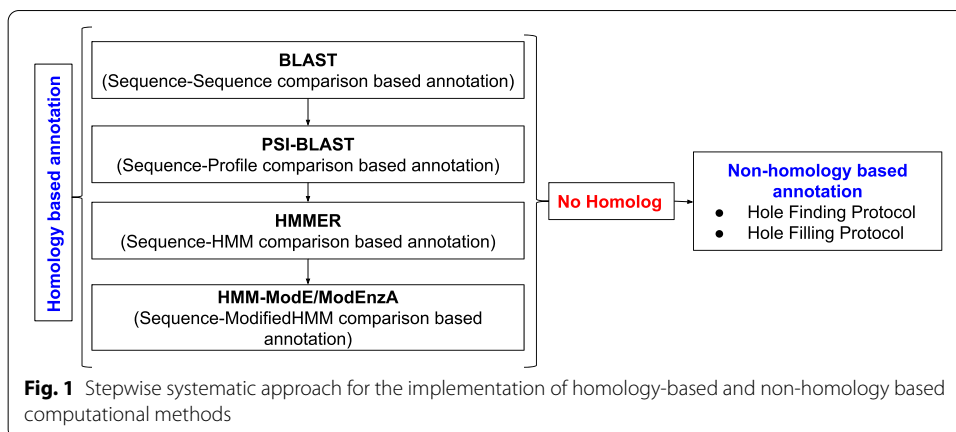 Homology based annotation
BLAST
(Sequence-Sequence comparison based annotation)
PSI-BLAST
(Sequence-Profile comparison based annotation)
HMMER
(Sequence-HMM comparison based annotation)
HMM-ModE/ModEnzA
(Sequence-ModifiedHMM comparison based
annotation)
No Homolog
Non-homology based
annotation
● Hole Finding Protocol
● Hole Filling Protocol
Fig. 1 Stepwise systematic approach for the implementation of homology-based and non-homology based
computational methods